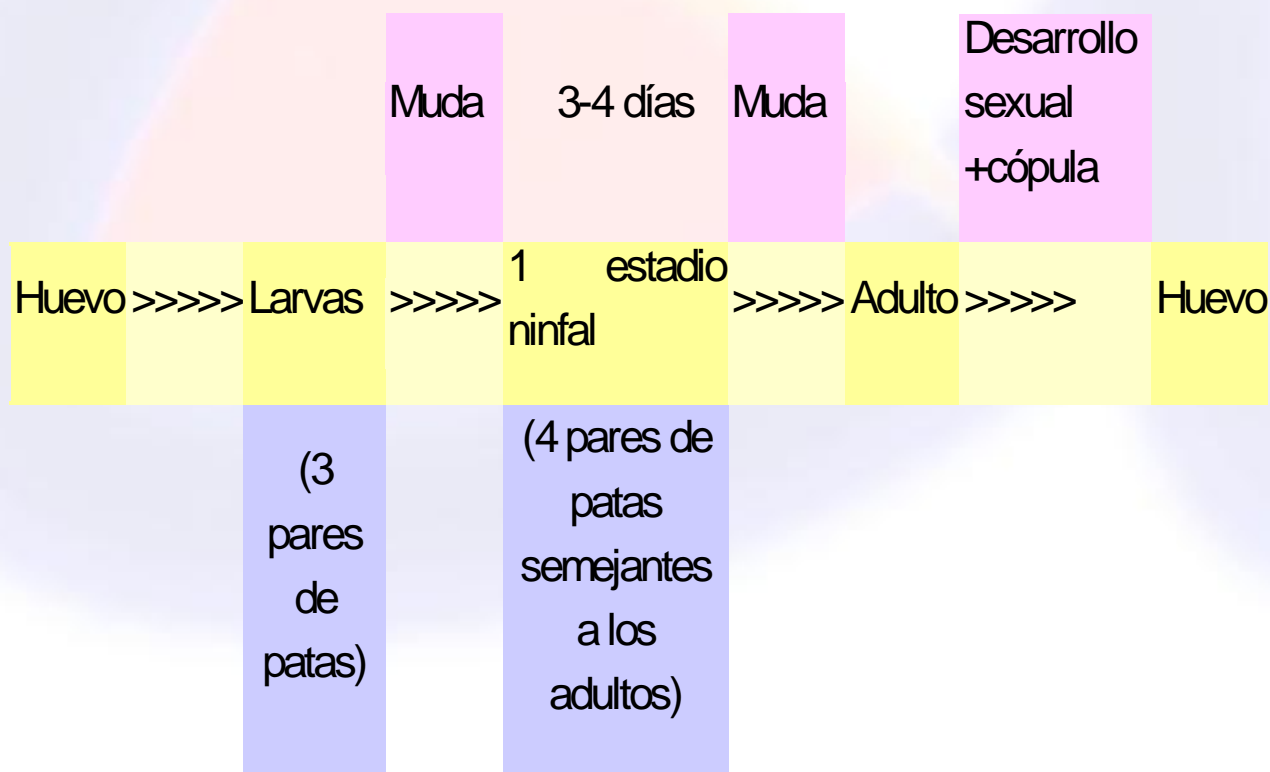 Desarrollo
sexual
+cópula
Muda
3-4 días
Muda
Huevo >>>>> Larvas >>>>> 1 estadio
ninfal
>>>>> Adulto >>>>> Huevo
(3
pares
de
patas)
(4 pares de
patas
semejantes
a los
adultos)